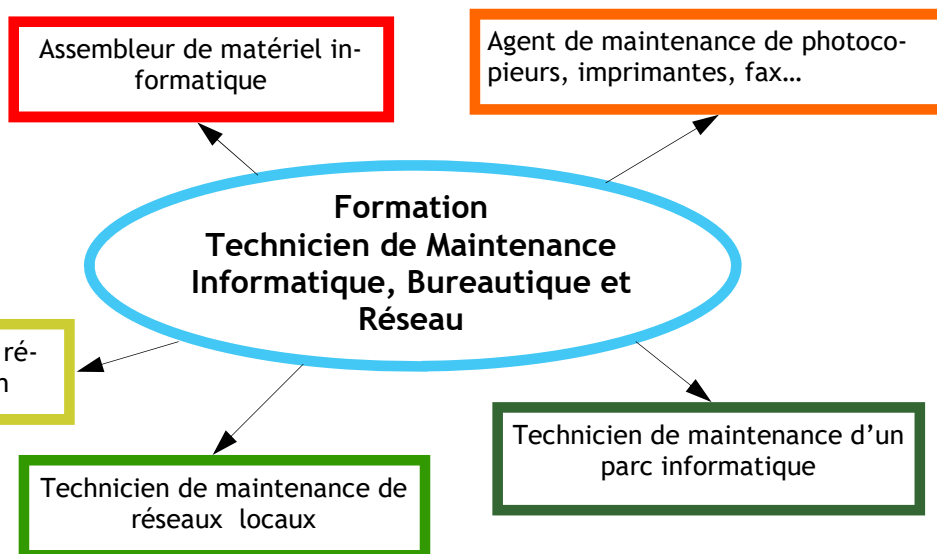 Assembleur de matériel in-
formatique
Agent de maintenance de photoco-
pieurs, imprimantes, fax…
Formation
Technicien de Maintenance
Informatique, Bureautique et
Réseau
ré-
Technicien de maintenance d’un
parc informatique
Technicien de maintenance de
réseaux locaux